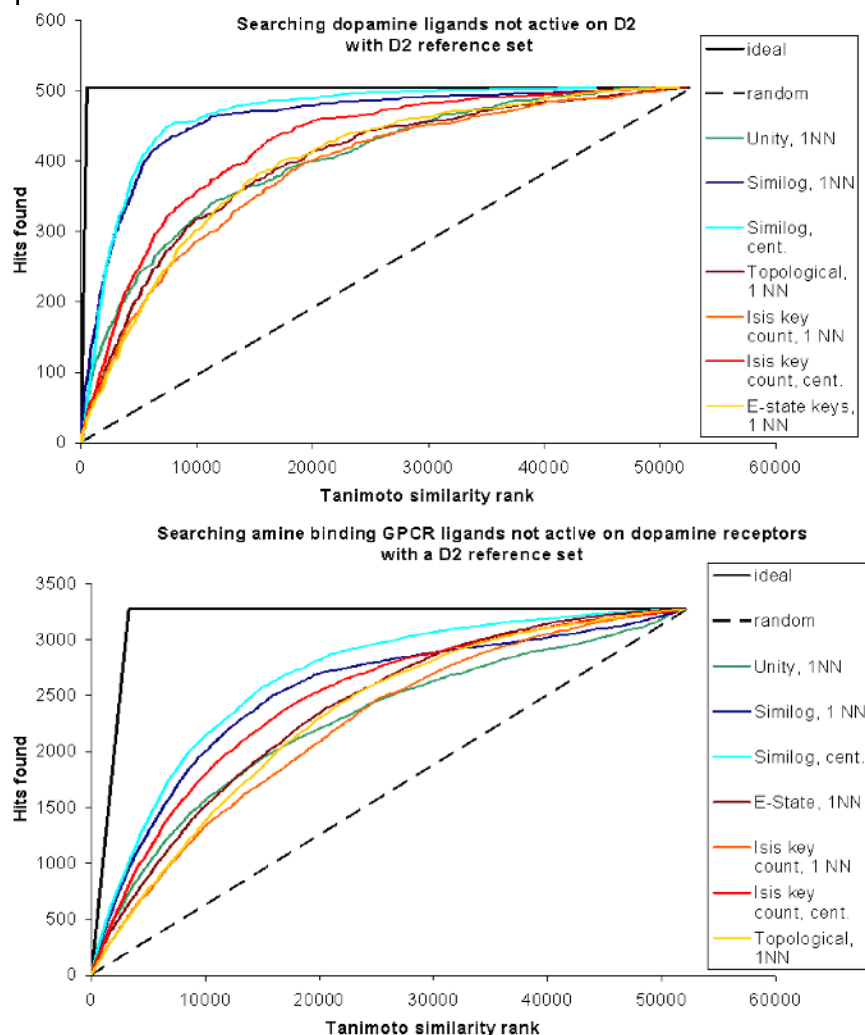 Searching dopamine ligands not active on D2
with D2 reference set
600
500
400
300
200
100
0
Hits found
0 10000 20000 30000 40000 50000 60000
Tanimoto similarity rank
ideal
random
Unity, 1NN
Similog, 1NN
Similog,
cent.
Topological,
1 NN
Isis key
count, 1 NN
Isis key
count, cent.
E-state keys,
1 NN
Searching amine binding GPCR ligands not active on dopamine receptors
with a D2 reference set
3500
3000
2500
2000
1500
1000
500
0
Hits found
0 10000 20000 30000 40000 50000 60000
Tanimoto similarity rank
ideal
random
Unity, 1NN
Similog, 1 NN
Similog, cent.
E-State, 1NN
Isis key
count, 1 NN
Isis key
count, cent.
Topological,
1NN